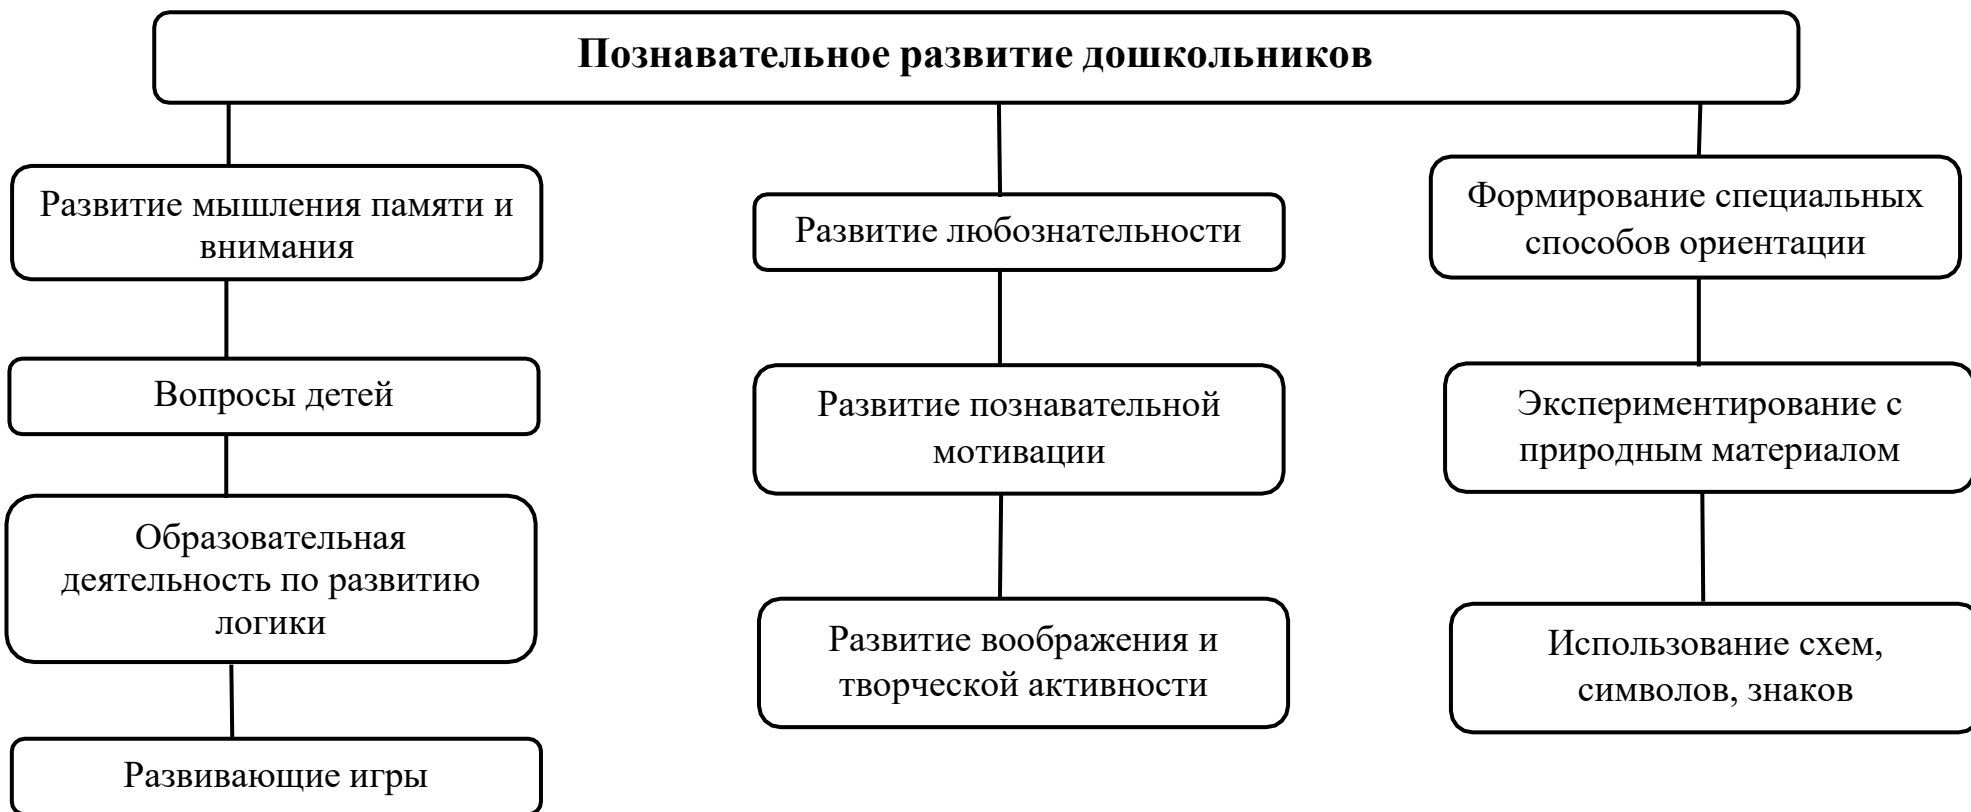 Познавательное развитие дошкольников
Развитие мышления памяти и
внимания
Вопросы детей
Образовательная
деятельность по развитию
логики
Развивающие игры
Развитие любознательности
Развитие познавательной
мотивации
Развитие воображения и
творческой активности
Формирование специальных
способов ориентации
Экспериментирование с
природным материалом
Использование схем,
символов, знаков